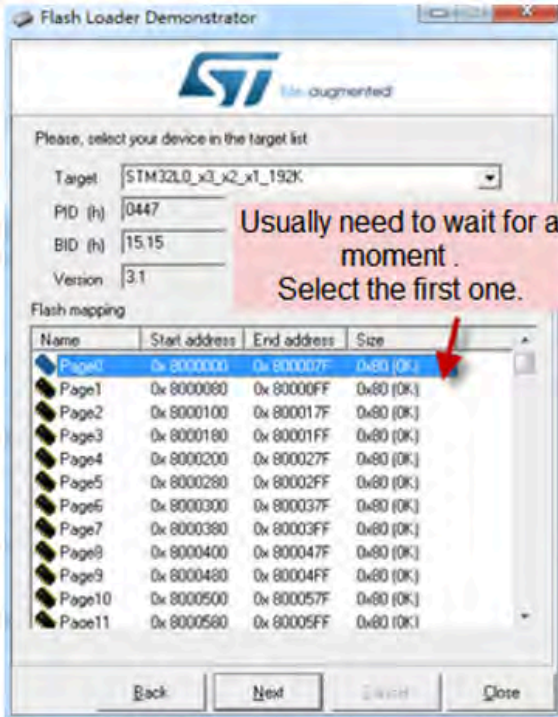 Flash Loader Demonstrator
ST
life.augmented
Please, select your device in the target list
Target STM32L0_x3_x2_x1_192K
PID (h) 0447
BID (h) 15.15
Version 3.1
Usually need to wait for a
moment .
Select the first one.
Flash mapping
Name Start address End address Size
Page0 0x 8000000 0x 800007F 0x80 (0K)
Page1 0x 8000080 0x 80000FF 0x80 (0K)
Page2 0x 8000100 0x 800017F 0x80 (0K)
Page3 0x 8000180 0x 80001FF 0x80 (0K)
Page4 0x 8000200 0x 800027F 0x80 (0K)
Page5 0x 8000280 0x 80002FF 0x80 (0K)
Page6 0x 8000300 0x 800037F 0x80 (0K)
Page7 0x 8000380 0x 80003FF 0x80 (0K)
Page8 0x 8000400 0x 800047F 0x80 (0K)
Page9 0x 8000480 0x 80004FF 0x80 (0K)
Page10 0x 8000500 0x 800057F 0x80 (0K)
Page11 0x 8000580 0x 80005FF 0x80 (0K)
Back Next Close